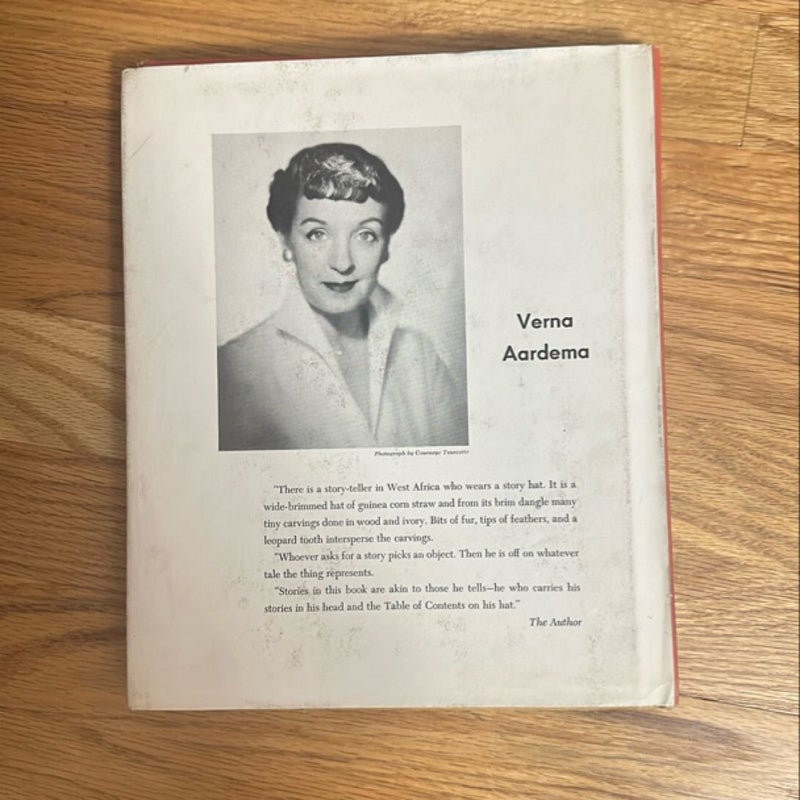 Verna
Aardema
Photograph by
"There is a story-teller in West Africa who wears a story hat. It is a
wide-brimmed hat of guinea corn straw and from its brim dangle many
tiny carvings done in wood and ivory. Bits of fur, tips of feathers, and a
leopard tooth intersperse the carvings.
"Whoever asks for a story picks an object. Then he is off on whatever
tale the thing represents.
"Stories in this book are akin to those he tells—he who carries his
stories in his head and the Table of Contents on his hat."
The Author